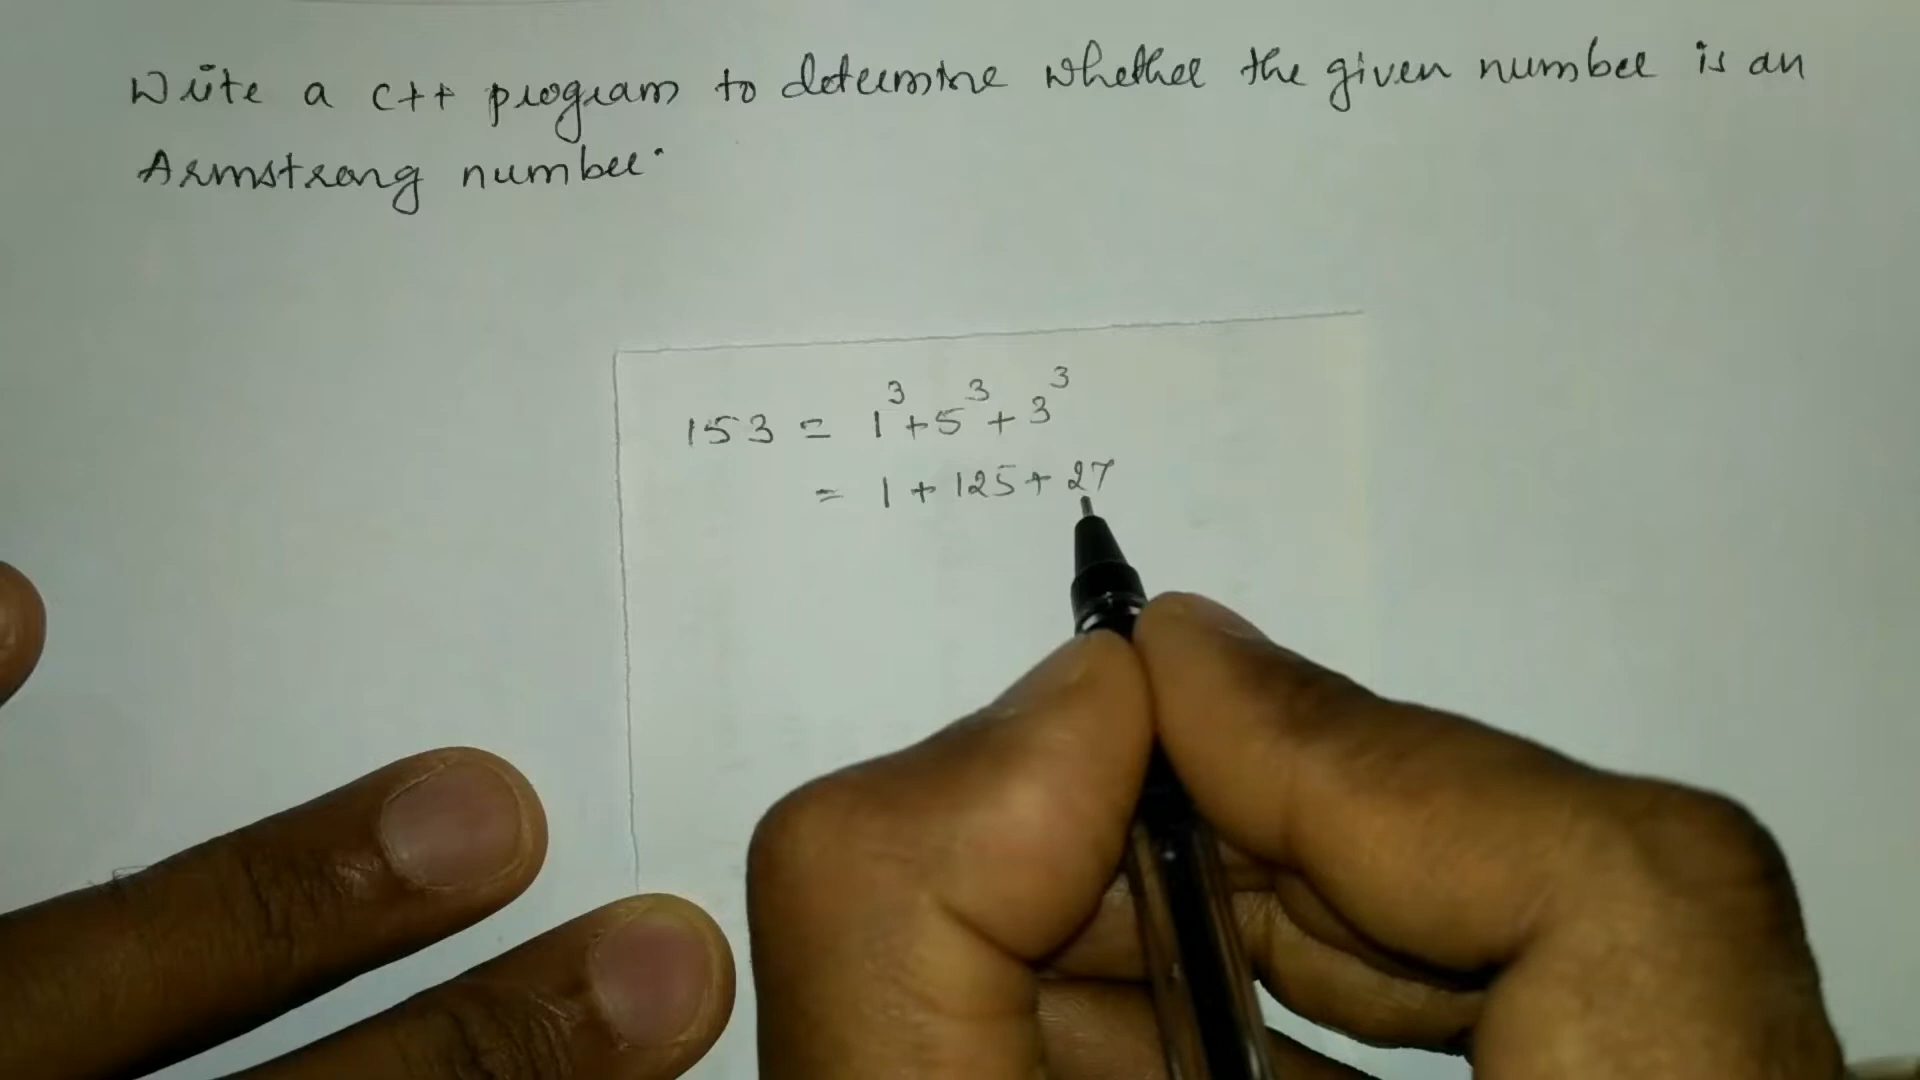 Write a c++ program to determine whether the given number is an
Armstrong number.
153 = 1³+5³+3³
= 1 + 125 + 27